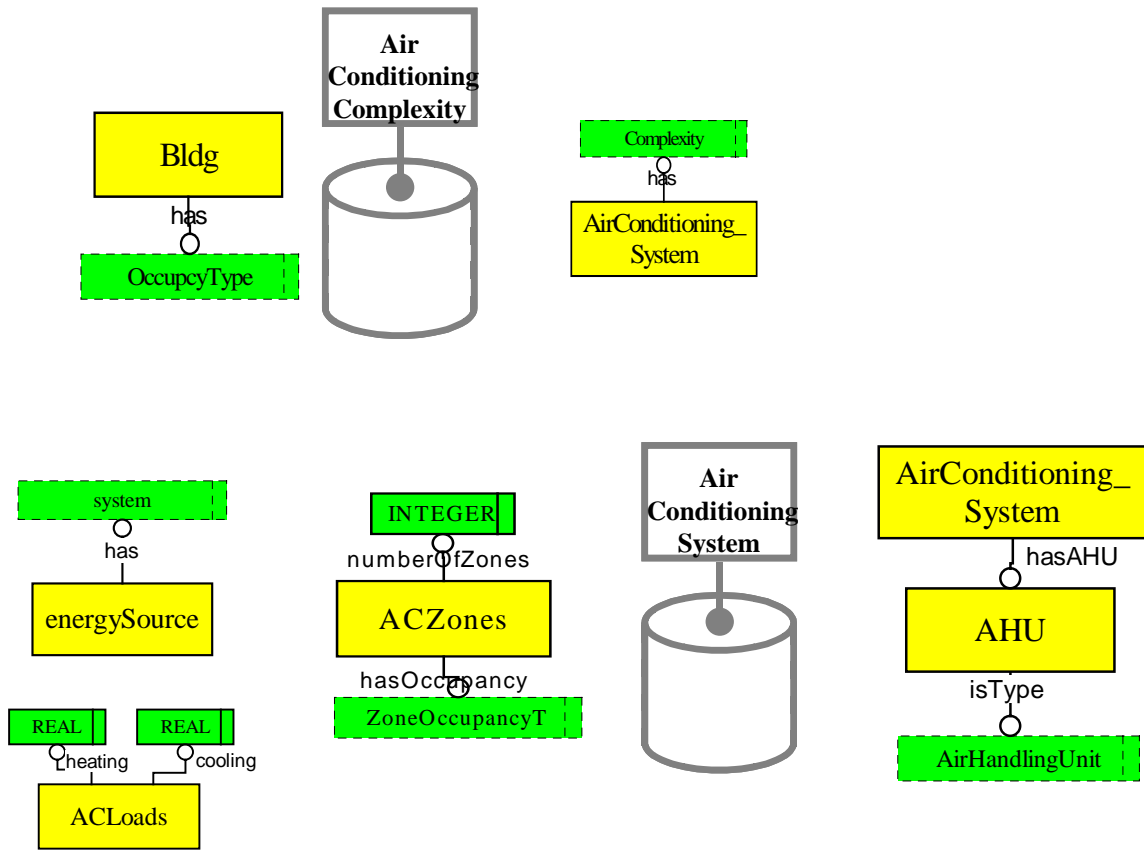 Air
Conditioning
Complexity
Bldg
has
OccupcyType
Complexity
has
AirConditioning_
System
system
has
energySource
REAL
REAL
heating
cooling
ACLoads
INTEGER
numberOfZones
ACZones
hasOccupancy
ZoneOccupancyT
Air
Conditioning
System
AirConditioning_
System
hasAHU
AHU
isType
AirHandlingUnit